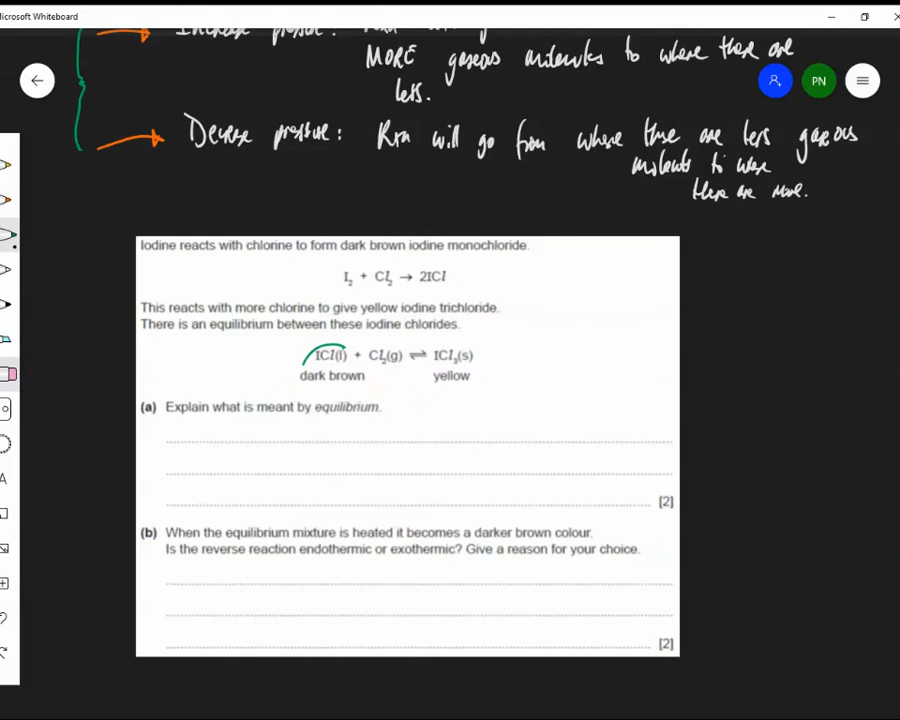 Microsoft Whiteboard
Increase pressure:
MORE gaseous molecules to where there are
less.
PN
Decrease pressure: Rxn will go from where there are less gaseous
molecules to where
there are more.
Iodine reacts with chlorine to form dark brown iodine monochloride.
I₂ + Cl₂ → 2ICl
This reacts with more chlorine to give yellow iodine trichloride.
There is an equilibrium between these iodine chlorides.
ICl(l) + Cl₂(g) ⇌ ICl₃(s)
dark brown yellow
(a) Explain what is meant by equilibrium.
[2]
(b) When the equilibrium mixture is heated it becomes a darker brown colour.
Is the reverse reaction endothermic or exothermic? Give a reason for your choice.
[2]